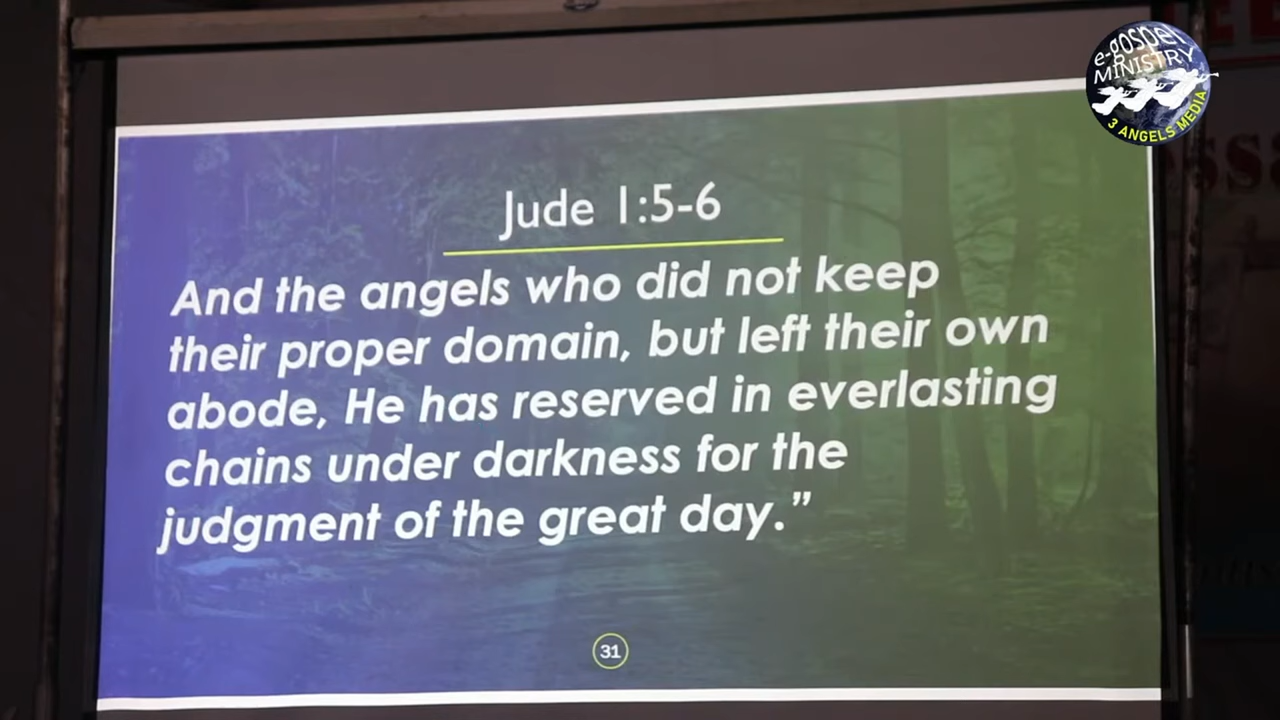 e-gospel
MINISTRY
3 ANGELS MEDIA
Jude 1:5-6
And the angels who did not keep
their proper domain, but left their own
abode, He has reserved in everlasting
chains under darkness for the
judgment of the great day.”
31